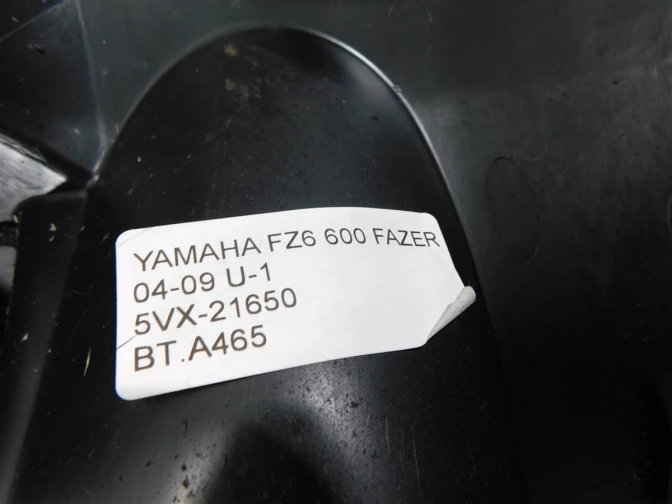 YAMAHA FZ6 600 FAZER
04-09 U-1
5VX-21650
BT.A465